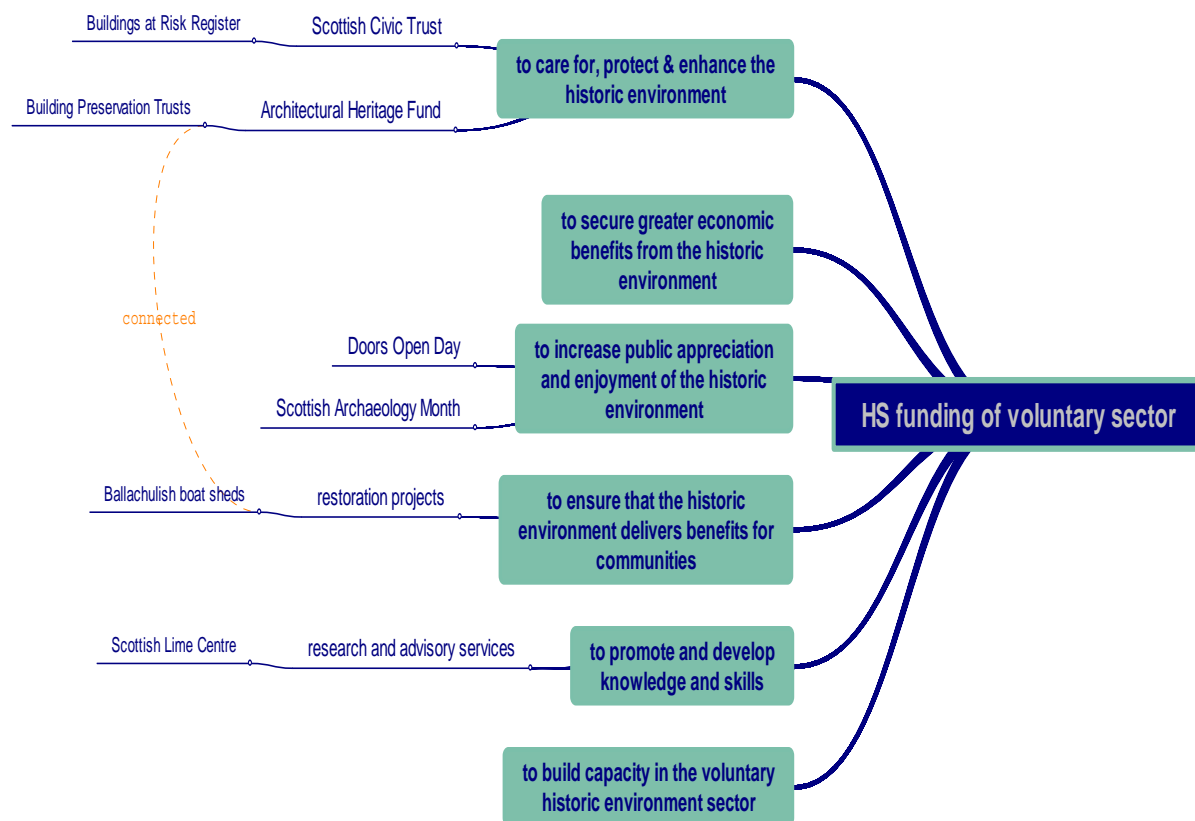 Buildings at Risk Register
Scottish Civic Trust
to care for, protect & enhance the
historic environment
Building Preservation Trusts
Architectural Heritage Fund
to secure greater economic
benefits from the historic
environment
connected
Doors Open Day
to increase public appreciation
and enjoyment of the historic
environment
Scottish Archaeology Month
HS funding of voluntary sector
Ballachulish boat sheds
restoration projects
to ensure that the historic
environment delivers benefits for
communities
Scottish Lime Centre
research and advisory services
to promote and develop
knowledge and skills
to build capacity in the voluntary
historic environment sector